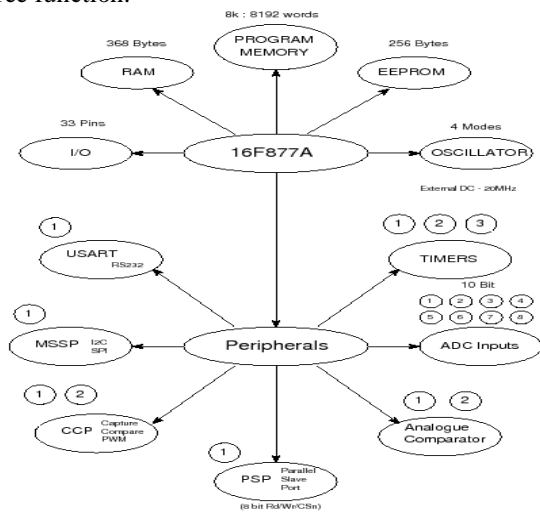 ree function.
8k : 8192 words
368 Bytes
PROGRAM
MEMORY
256 Bytes
RAM
EEPROM
33 Pins
4 Modes
I/O
16F877A
OSCILLATOR
External DC - 20MHz
1
1 2 3
USART
RS232
TIMERS
10 Bit
1 2 3 4
5 6 7 8
1
MSSP I2C
SPI
Peripherals
ADC Inputs
1 2
1 2
CCP Capture
Compare
PWM
Analogue
Comparator
1
PSP Parallel
Slave
Port
(8 bit Rd/Wr/CSn)